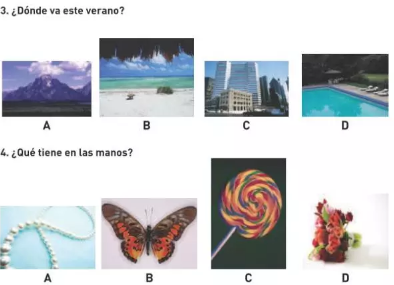 3. ¿Dónde va este verano?
A B C D
4. ¿Qué tiene en las manos?
A B C D